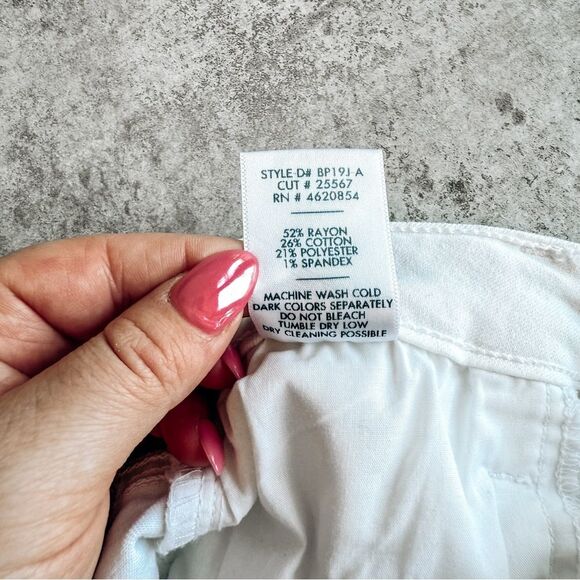 STYLE D# BP19J A
CUT # 25567
RN # 4620854
52% RAYON
26% COTTON
21% POLYESTER
1% SPANDEX
MACHINE WASH COLD
DARK COLORS SEPARATELY
DO NOT BLEACH
TUMBLE DRY LOW
DRY CLEANING POSSIBLE